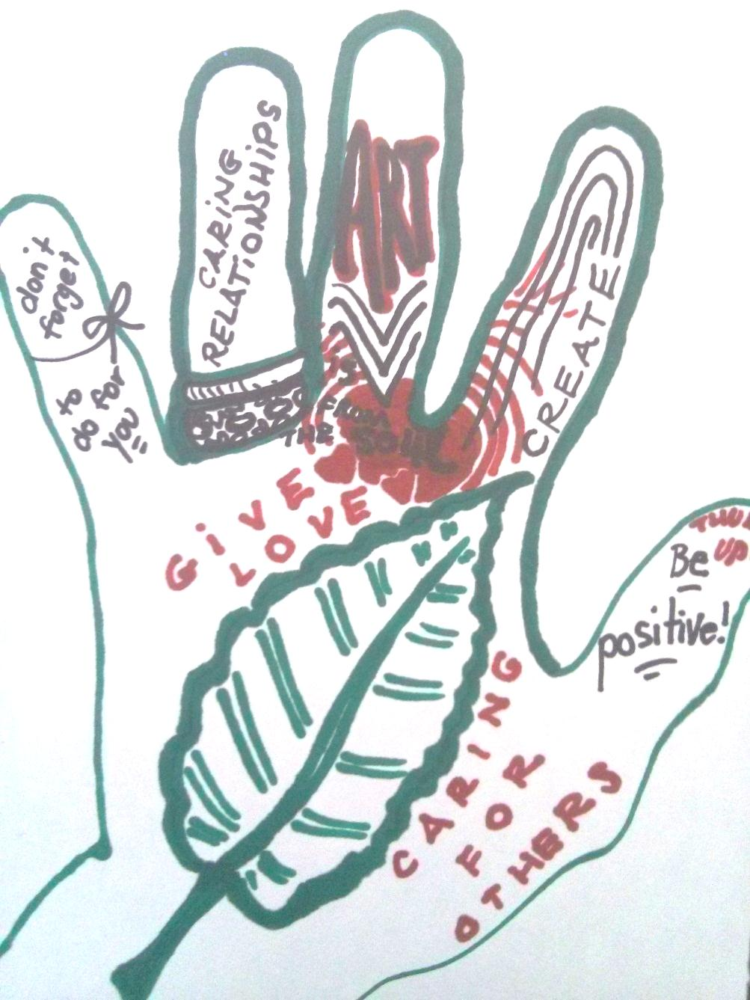 don't
forget
to
do for
you
CARING
RELATIONSHIPS
ART
IS
FROM
THE SOUL
CREATE
GIVE
LOVE
UP
Be
positive!
CARING
FOR
OTHERS